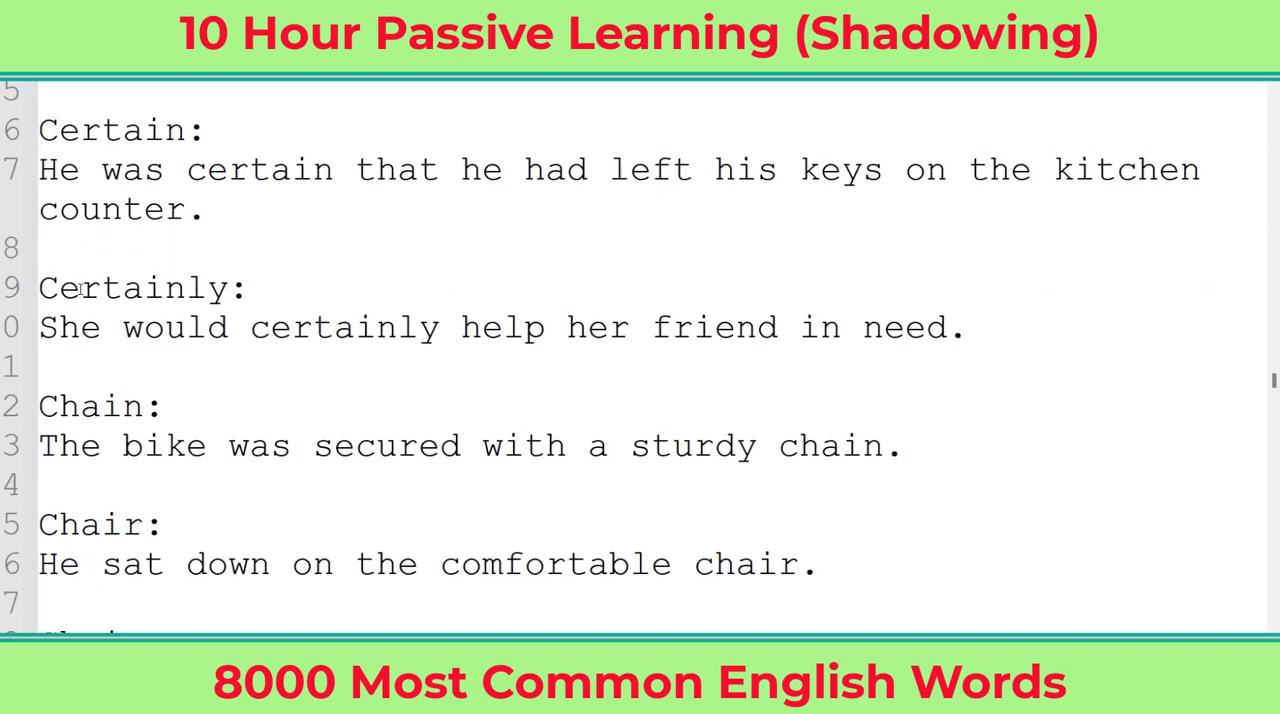 10 Hour Passive Learning (Shadowing)
5
6 Certain:
7 He was certain that he had left his keys on the kitchen
counter.
8
9 Certainly:
0 She would certainly help her friend in need.
1
2 Chain:
3 The bike was secured with a sturdy chain.
4
5 Chair:
6 He sat down on the comfortable chair.
7
8000 Most Common English Words